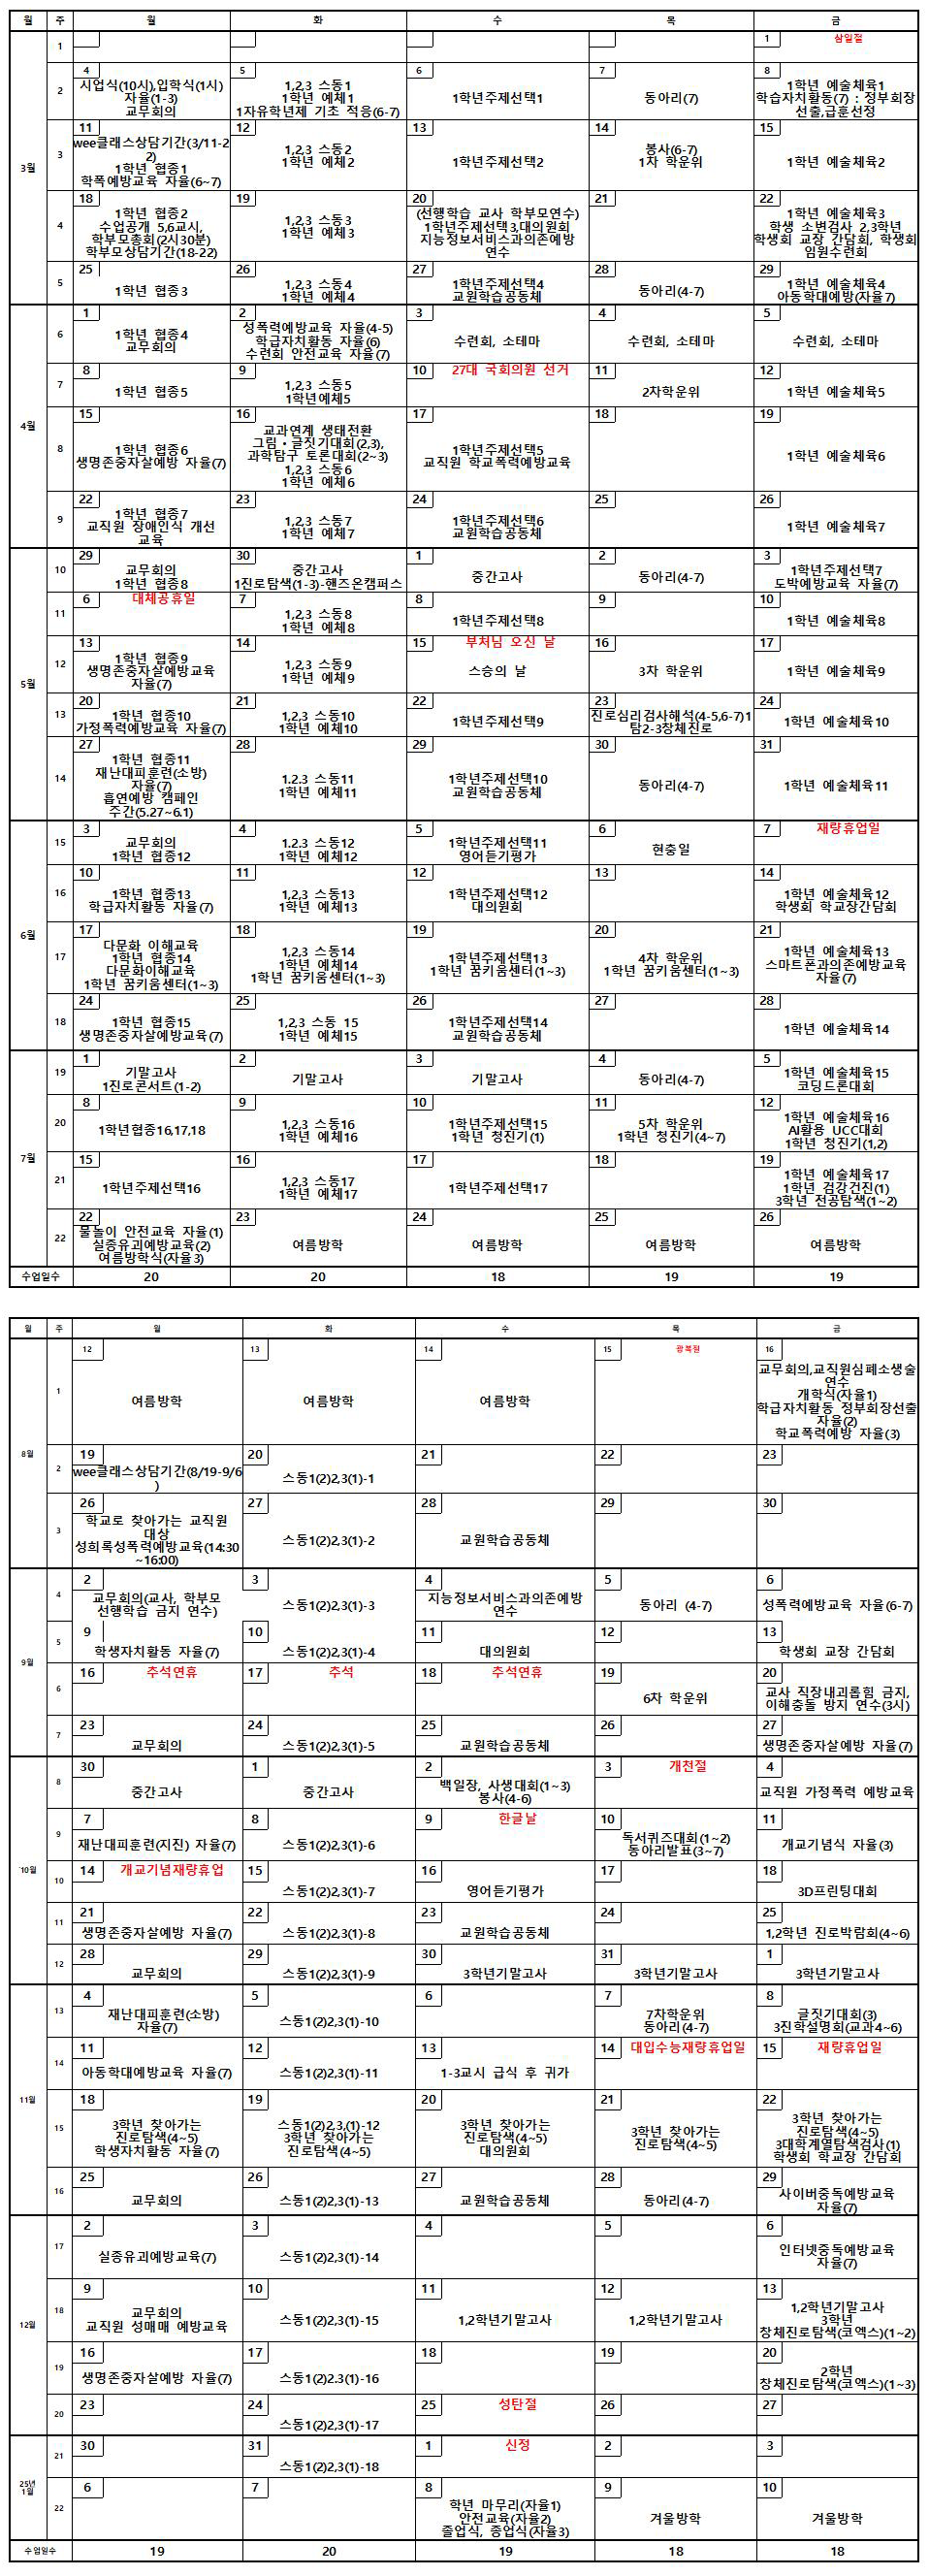 월 주 월 화 수 목 금
3월
1
1 삼일절
2
4
시업식(10시),입학식(1시)
자율(1-3)
교무회의
5
1,2,3 스동1
1학년 예체1
1자유학년제 기초 적응(6-7)
6
1학년주제선택1
7
동아리(7)
8
1학년 예술체육1
학습자치활동(7) : 정부회장
선출,급훈선정
3
11
wee클래스상담기간(3/11-2
2)
1학년 협종1
학폭예방교육 자율(6~7)
12
1,2,3 스동2
1학년 예체2
13
1학년주제선택2
14
봉사(6-7)
1차 학운위
15
1학년 예술체육2
4
18
1학년 협종2
수업공개 5,6교시,
학부모총회(2시30분)
학부모상담기간(18-22)
19
1,2,3 스동3
1학년 예체3
20
(선행학습 교사 학부모연수)
1학년주제선택3,대의원회
지능정보서비스과의존예방
연수
21
22
1학년 예술체육3
학생 소변검사 2,3학년
학생회 교장 간담회, 학생회
임원수련회
5
25
1학년 협종3
26
1,2,3 스동4
1학년 예체4
27
1학년주제선택4
교원학습공동체
28
동아리(4-7)
29
1학년 예술체육4
아동학대예방(자율7)
4월
6
1
1학년 협종4
교무회의
2
성폭력예방교육 자율(4-5)
학급자치활동 자율(6)
수련회 안전교육 자율(7)
3
수련회, 소테마
4
수련회, 소테마
5
수련회, 소테마
7
8
1학년 협종5
9
1,2,3 스동5
1학년예체5
10 27대 국회의원 선거
11
2차학운위
12
1학년 예술체육5
8
15
1학년 협종6
생명존중자살예방 자율(7)
16
교과연계 생태전환
그림・글짓기대회(2,3),
과학탐구 토론대회(2~3)
1,2,3 스동6
1학년 예체6
17
1학년주제선택5
교직원 학교폭력예방교육
18
19
1학년 예술체육6
9
22
1학년 협종7
교직원 장애인식 개선
교육
23
1,2,3 스동7
1학년 예체7
24
1학년주제선택6
교원학습공동체
25
26
1학년 예술체육7
5월
10
29
교무회의
1학년 협종8
30
중간고사
1진로탐색(1-3)-핸즈온캠퍼스
1
중간고사
2
동아리(4-7)
3
1학년주제선택7
도박예방교육 자율(7)
11
6 대체공휴일
7
1,2,3 스동8
1학년 예체8
8
1학년주제선택8
9
10
1학년 예술체육8
12
13
1학년 협종9
생명존중자살예방교육
자율(7)
14
1,2,3 스동9
1학년 예체9
15 부처님 오신 날
스승의 날
16
3차 학운위
17
1학년 예술체육9
13
20
1학년 협종10
가정폭력예방교육 자율(7)
21
1,2,3 스동10
1학년 예체10
22
1학년주제선택9
23
진로심리검사해석(4-5,6-7)1
탐2-3창체진로
24
1학년 예술체육10
14
27
1학년 협종11
재난대피훈련(소방)
자율(7)
흡연예방 캠페인
주간(5.27~6.1)
28
1.2.3 스동11
1학년 예체11
29
1학년주제선택10
교원학습공동체
30
동아리(4-7)
31
1학년 예술체육11
6월
15
3
교무회의
1학년 협종12
4
1.2.3 스동12
1학년 예체12
5
1학년주제선택11
영어듣기평가
6
현충일
7 재량휴업일
16
10
1학년 협종13
학급자치활동 자율(7)
11
1,2,3 스동13
1학년 예체13
12
1학년주제선택12
대의원회
13
14
1학년 예술체육12
학생회 학교장간담회
17
17
다문화 이해교육
1학년 협종14
다문화이해교육
1학년 꿈키움센터(1~3)
18
1,2,3 스동14
1학년 예체14
1학년 꿈키움센터(1~3)
19
1학년주제선택13
1학년 꿈키움센터(1~3)
20
4차 학운위
1학년 꿈키움센터(1~3)
21
1학년 예술체육13
스마트폰과의존예방교육
자율(7)
18
24
1학년 협종15
생명존중자살예방교육(7)
25
1,2,3 스동 15
1학년 예체15
26
1학년주제선택14
교원학습공동체
27
28
1학년 예술체육14
7월
19
1
기말고사
1진로콘서트(1-2)
2
기말고사
3
기말고사
4
동아리(4-7)
5
1학년 예술체육15
코딩드론대회
20
8
1학년협종16,17,18
9
1,2,3 스동16
1학년 예체16
10
1학년주제선택15
1학년 청진기(1)
11
5차 학운위
1학년 청진기(4~7)
12
1학년 예술체육16
AI활용 UCC대회
1학년 청진기(1,2)
21
15
1학년주제선택16
16
1,2,3 스동17
1학년 예체17
17
1학년주제선택17
18
19
1학년 예술체육17
1학년 검강건진(1)
3학년 전공탐색(1~2)
22
22
물놀이 안전교육 자율(1)
실종유괴예방교육(2)
여름방학식(자율3)
23
여름방학
24
여름방학
25
여름방학
26
여름방학
수업일수 20 20 18 19 19
월 주 월 화 수 목 금
8월
1
12
여름방학
13
여름방학
14
여름방학
15 광복절
16
교무회의,교직원심폐소생술
연수
개학식(자율1)
학급자치활동 정부회장선출
자율(2)
학교폭력예방 자율(3)
2
19
wee클래스상담기간(8/19-9/6
)
20
스동1(2)2,3(1)-1
21
22
23
3
26
학교로 찾아가는 교직원
대상
성희록성폭력예방교육(14:30
~16:00)
27
스동1(2)2,3(1)-2
28
교원학습공동체
29
30
9월
4
2
교무회의(교사, 학부모
선행학습 금지 연수)
3
스동1(2)2,3(1)-3
4
지능정보서비스과의존예방
연수
5
동아리 (4-7)
6
성폭력예방교육 자율(6-7)
5
9
학생자치활동 자율(7)
10
스동1(2)2,3(1)-4
11
대의원회
12
13
학생회 교장 간담회
6
16 추석연휴
17 추석
18 추석연휴
19
6차 학운위
20
교사 직장내괴롭힘 금지,
이해충돌 방지 연수(3시)
7
23
교무회의
24
스동1(2)2,3(1)-5
25
교원학습공동체
26
27
생명존중자살예방 자율(7)
10월
8
30
중간고사
1
중간고사
2
백일장, 사생대회(1~3)
봉사(4-6)
3 개천절
4
교직원 가정폭력 예방교육
9
7
재난대피훈련(지진) 자율(7)
8
스동1(2)2,3(1)-6
9 한글날
10
독서퀴즈대회(1~2)
동아리발표(3~7)
11
개교기념식 자율(3)
10
14 개교기념재량휴업
15
스동1(2)2,3(1)-7
16
영어듣기평가
17
18
3D프린팅대회
11
21
생명존중자살예방 자율(7)
22
스동1(2)2,3(1)-8
23
교원학습공동체
24
25
1,2학년 진로박람회(4~6)
12
28
교무회의
29
스동1(2)2,3(1)-9
30
3학년기말고사
31
3학년기말고사
1
3학년기말고사
11월
13
4
재난대피훈련(소방)
자율(7)
5
스동1(2)2,3(1)-10
6
7
7차학운위
동아리(4-7)
8
글짓기대회(3)
3진학설명회(교과4~6)
14
11
아동학대예방교육 자율(7)
12
스동1(2)2,3(1)-11
13
1-3교시 급식 후 귀가
14 대입수능재량휴업일
15 재량휴업일
15
18
3학년 찾아가는
진로탐색(4~5)
학생자치활동 자율(7)
19
스동1(2)2,3(1)-12
3학년 찾아가는
진로탐색(4~5)
20
3학년 찾아가는
진로탐색(4~5)
대의원회
21
3학년 찾아가는
진로탐색(4~5)
22
3학년 찾아가는
진로탐색(4~5)
3대학계열탐색검사(1)
학생회 학교장 간담회
16
25
교무회의
26
스동1(2)2,3(1)-13
27
교원학습공동체
28
동아리(4-7)
29
사이버중독예방교육
자율(7)
12월
17
2
실종유괴예방교육(7)
3
스동1(2)2,3(1)-14
4
5
6
인터넷중독예방교육
자율(7)
18
9
교무회의
교직원 성매매 예방교육
10
스동1(2)2,3(1)-15
11
1,2학년기말고사
12
1,2학년기말고사
13
1,2학년기말고사
3학년
창체진로탐색(코엑스)(1~2)
19
16
생명존중자살예방 자율(7)
17
스동1(2)2.3(1)-16
18
19
20
2학년
창체진로탐색(코엑스)(1~3)
20
23
24
스동1(2)2,3(1)-17
25 성탄절
26
27
25년
1월
21
30
31
스동1(2)2,3(1)-18
1 신정
2
3
22
6
7
8
학년 마무리(자율1)
안전교육(자율2)
졸업식, 종업식(자율3)
9
겨울방학
10
겨울방학
수업일수 19 20 19 18 18